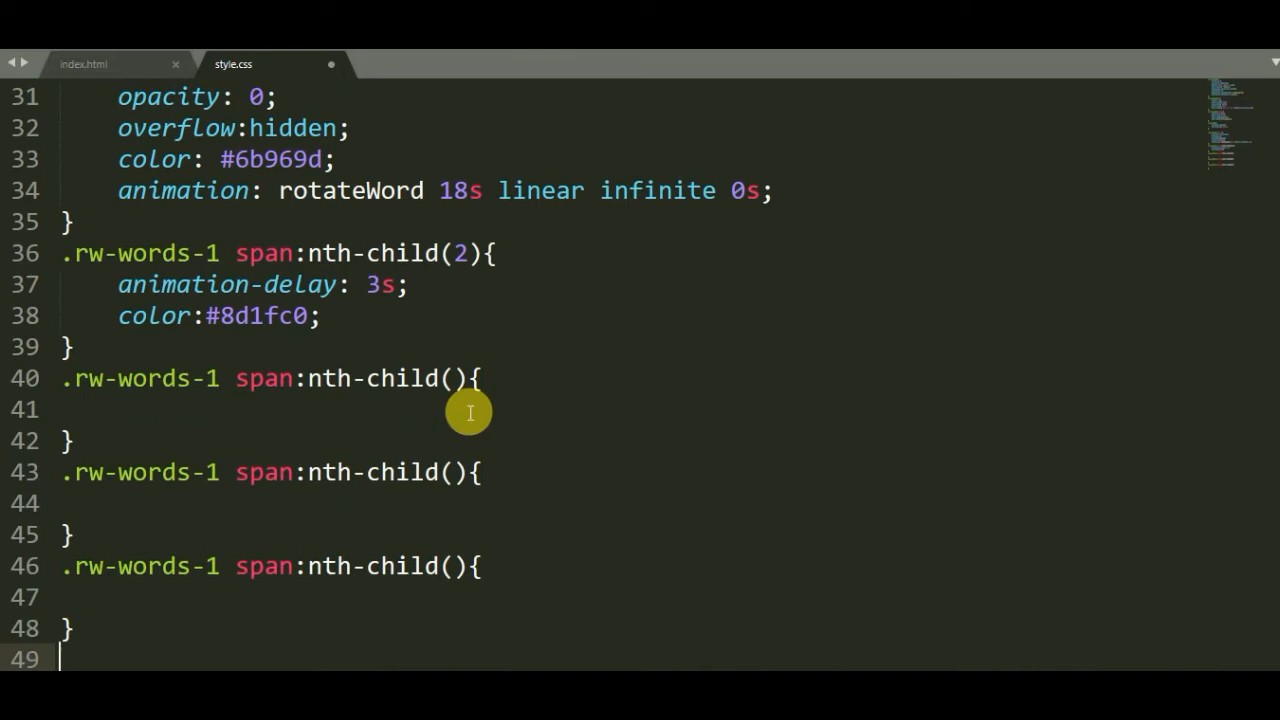 index.html
style.css
31 opacity: 0;
32 overflow:hidden;
33 color: #6b969d;
34 animation: rotateWord 18s linear infinite 0s;
35 }
36 .rw-words-1 span:nth-child(2){
37 animation-delay: 3s;
38 color:#8d1fc0;
39 }
40 .rw-words-1 span:nth-child(){
41
42 }
43 .rw-words-1 span:nth-child(){
44
45 }
46 .rw-words-1 span:nth-child(){
47
48 }
49